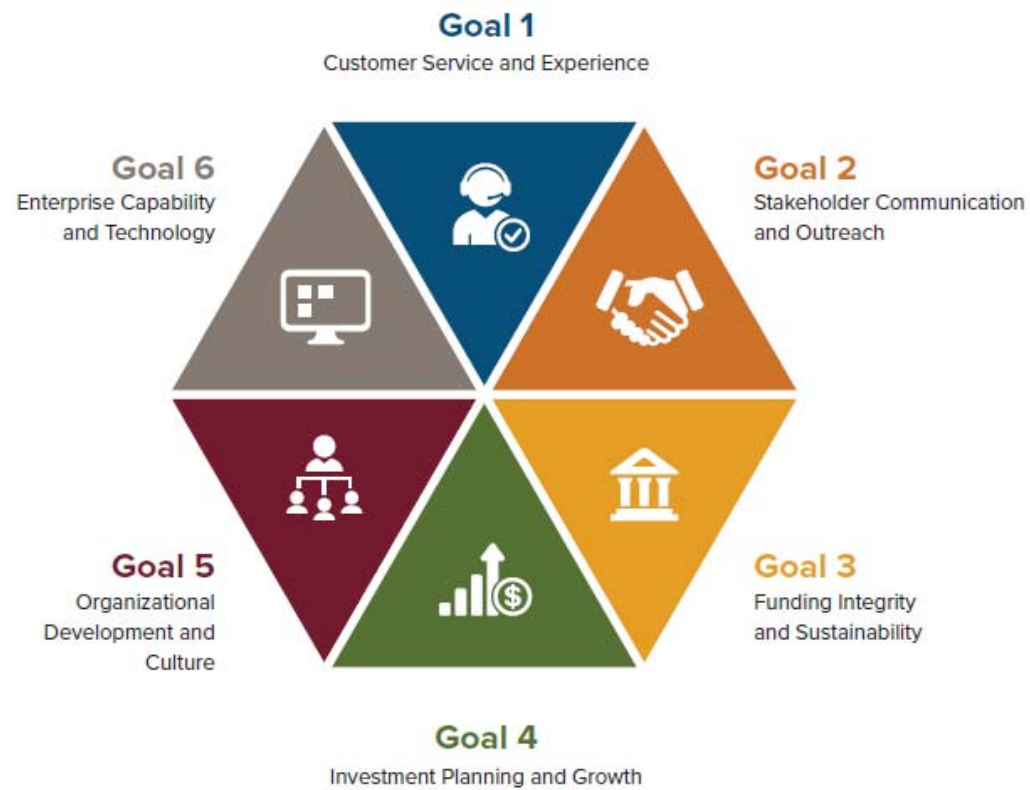 Goal 1
Customer Service and Experience
Goal 6
Enterprise Capability
and Technology
Goal 2
Stakeholder Communication
and Outreach
$
Goal 5
Organizational
Development and
Culture
Goal 3
Funding Integrity
and Sustainability
Goal 4
Investment Planning and Growth